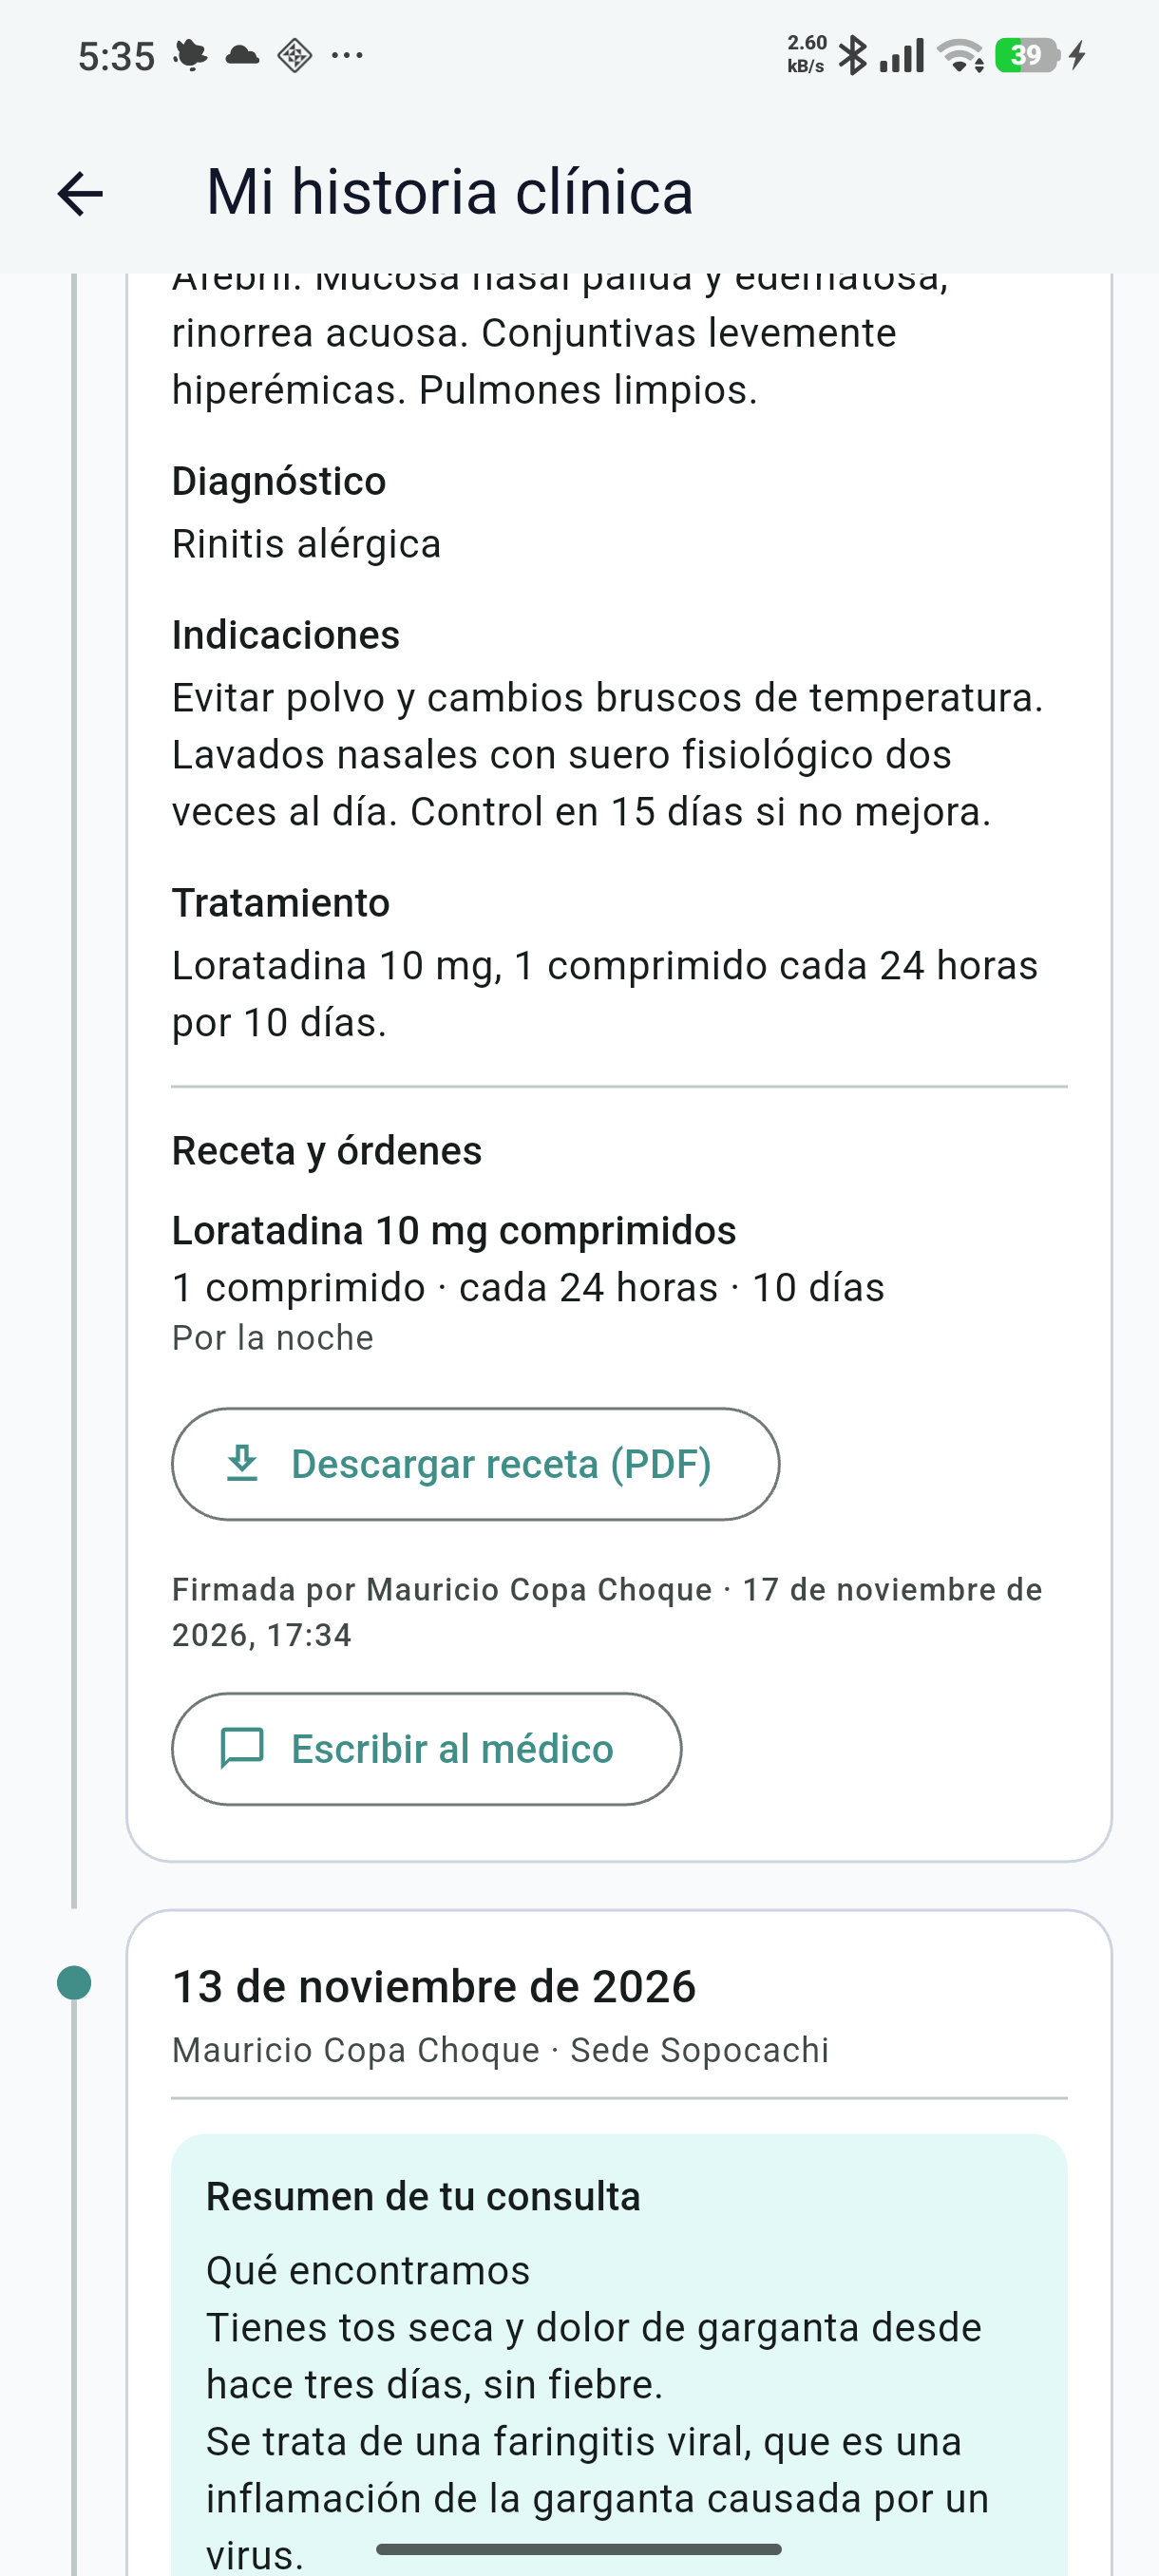 5:35
2.60
kB/s
39
Mi historia clínica
Afebril. Mucosa nasal pálida y edematosa,
rinorrea acuosa. Conjuntivas levemente
hiperémicas. Pulmones limpios.
Diagnóstico
Rinitis alérgica
Indicaciones
Evitar polvo y cambios bruscos de temperatura.
Lavados nasales con suero fisiológico dos
veces al día. Control en 15 días si no mejora.
Tratamiento
Loratadina 10 mg, 1 comprimido cada 24 horas
por 10 días.
Receta y órdenes
Loratadina 10 mg comprimidos
1 comprimido · cada 24 horas · 10 días
Por la noche
Descargar receta (PDF)
Firmada por Mauricio Copa Choque · 17 de noviembre de
2026, 17:34
Escribir al médico
13 de noviembre de 2026
Mauricio Copa Choque · Sede Sopocachi
Resumen de tu consulta
Qué encontramos
Tienes tos seca y dolor de garganta desde
hace tres días, sin fiebre.
Se trata de una faringitis viral, que es una
inflamación de la garganta causada por un
virus.